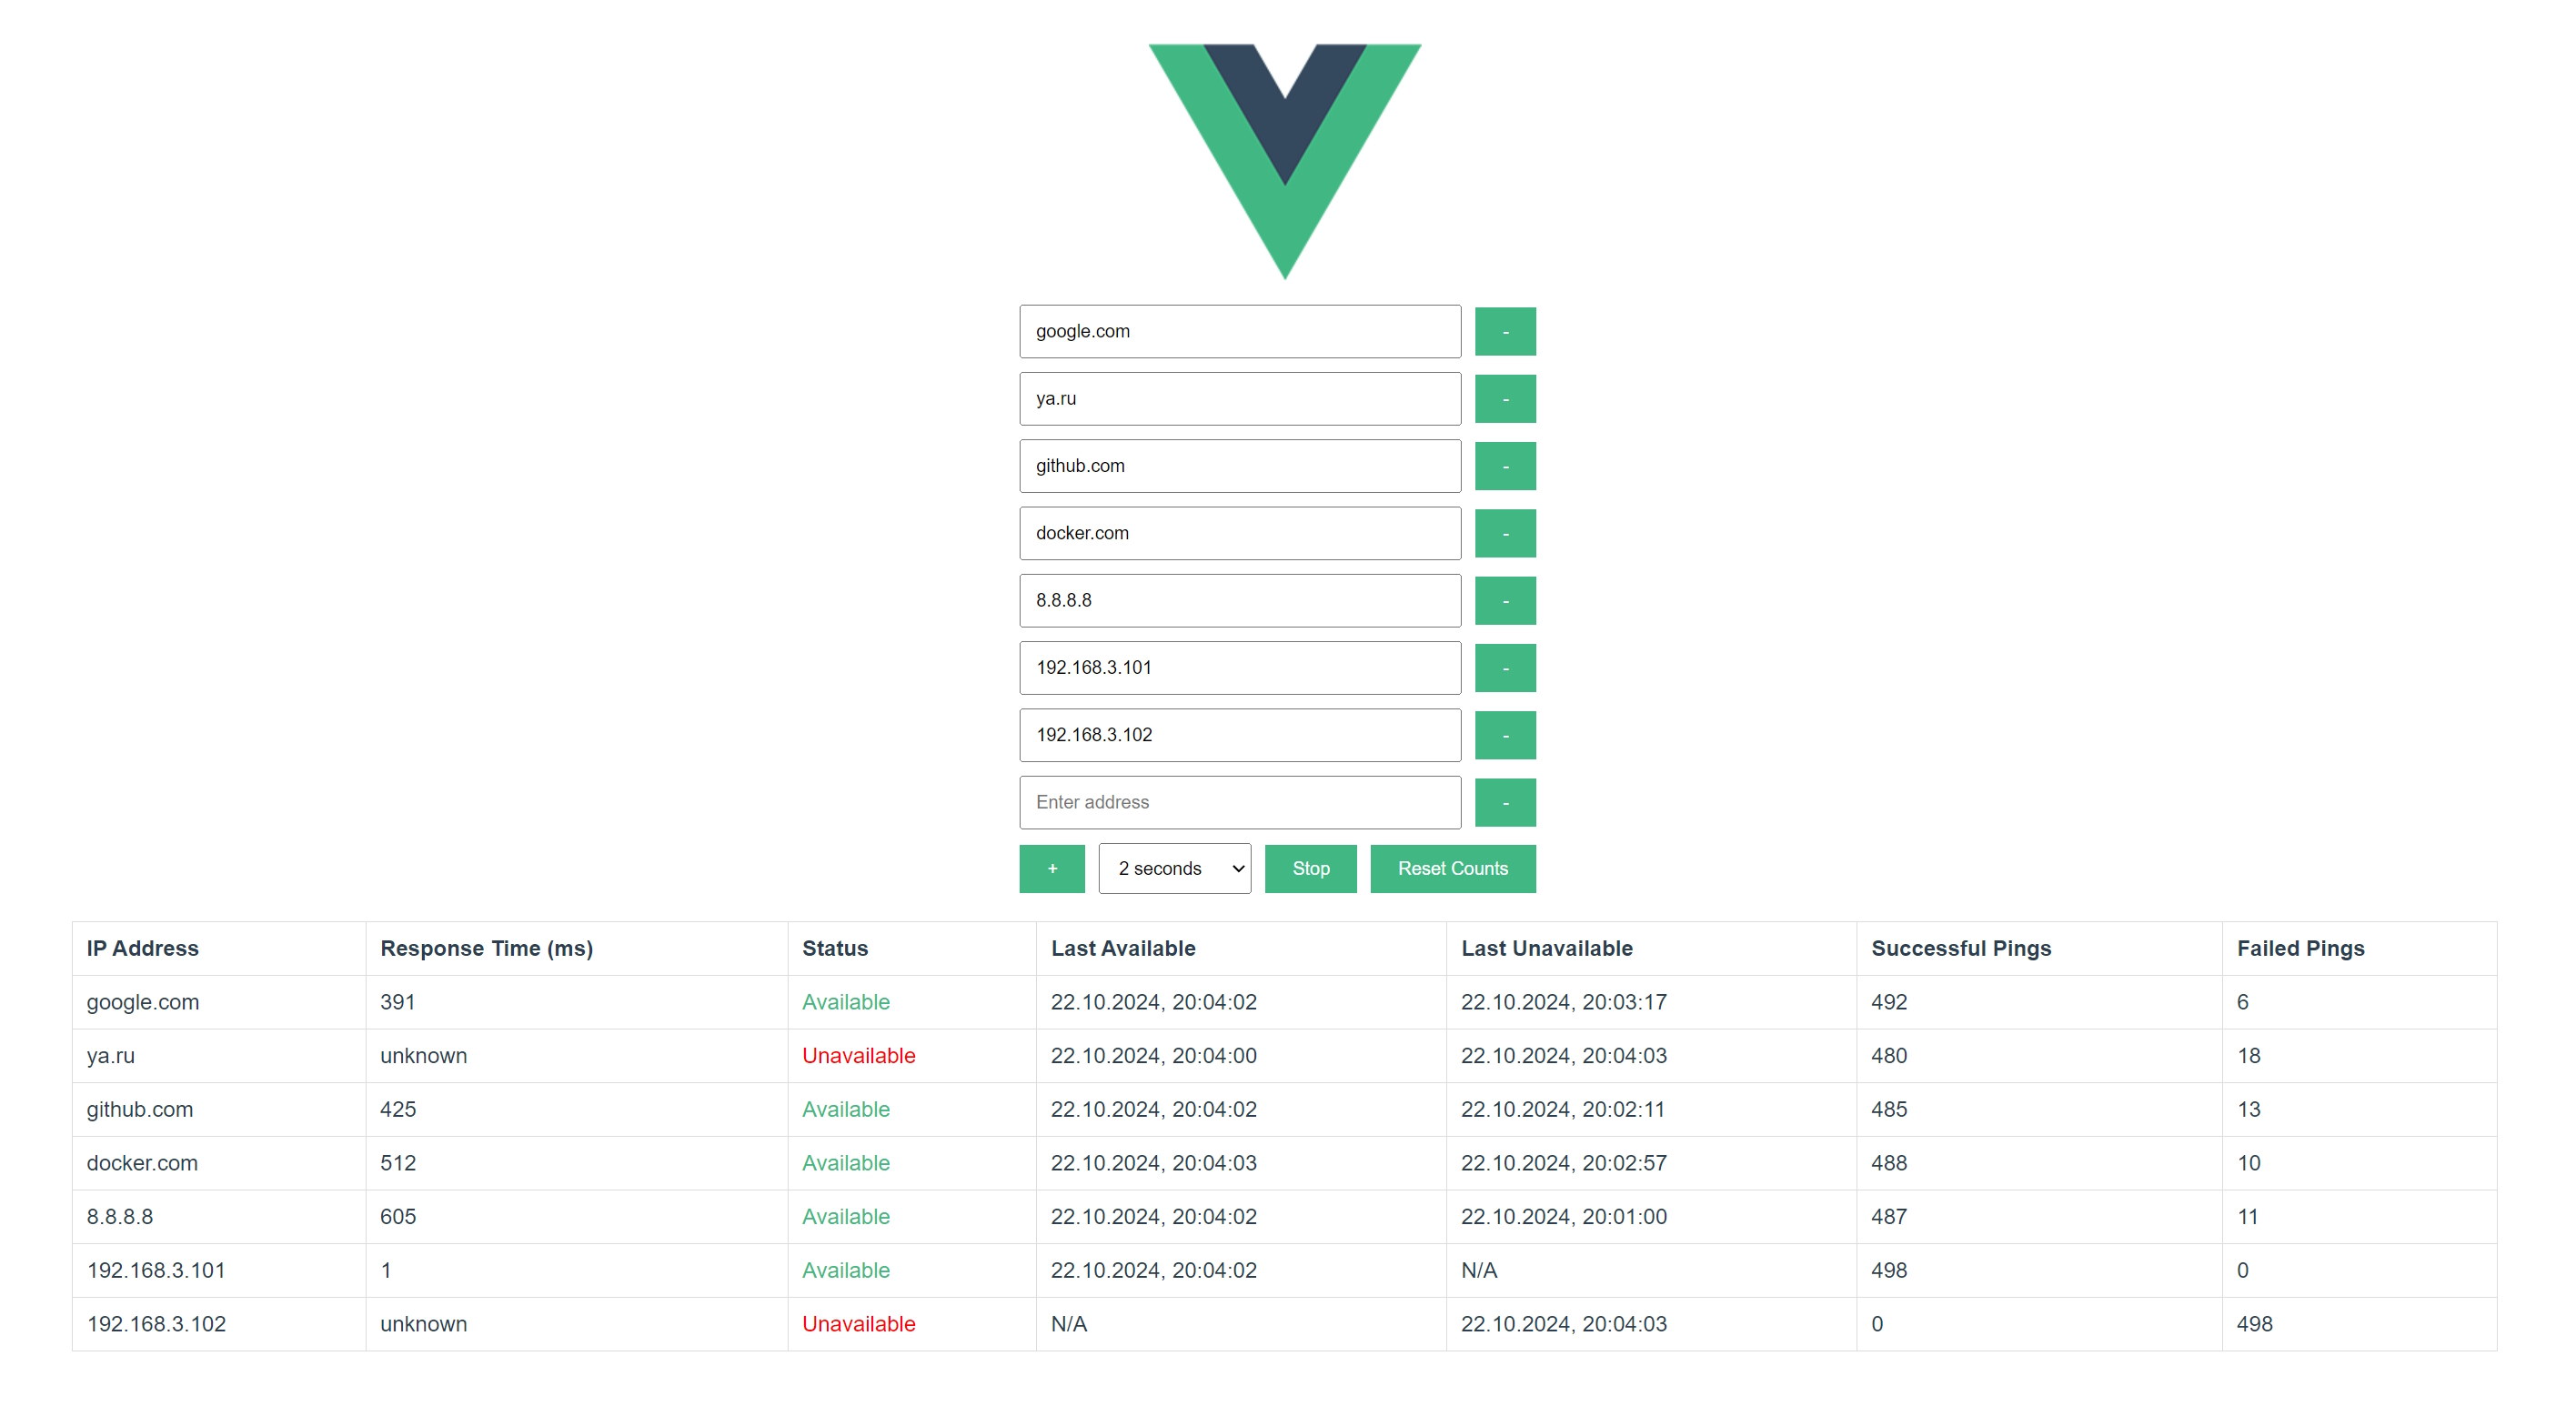 google.com -
ya.ru -
github.com -
docker.com -
8.8.8.8 -
192.168.3.101 -
192.168.3.102 -
Enter address -
+ 2 seconds Stop Reset Counts
IP Address Response Time (ms) Status Last Available Last Unavailable Successful Pings Failed Pings
google.com 391 Available 22.10.2024, 20:04:02 22.10.2024, 20:03:17 492 6
ya.ru unknown Unavailable 22.10.2024, 20:04:00 22.10.2024, 20:04:03 480 18
github.com 425 Available 22.10.2024, 20:04:02 22.10.2024, 20:02:11 485 13
docker.com 512 Available 22.10.2024, 20:04:03 22.10.2024, 20:02:57 488 10
8.8.8.8 605 Available 22.10.2024, 20:04:02 22.10.2024, 20:01:00 487 11
192.168.3.101 1 Available 22.10.2024, 20:04:02 N/A 498 0
192.168.3.102 unknown Unavailable N/A 22.10.2024, 20:04:03 0 498